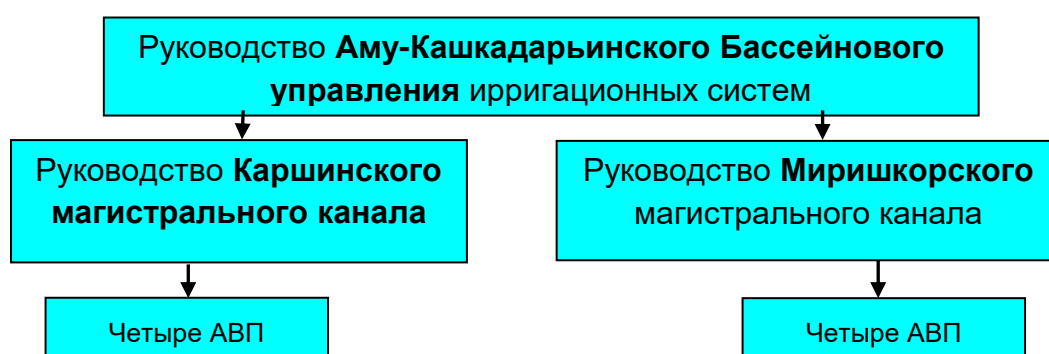 Руководство Аму-Кашкадарьинского Бассейнового
управления ирригационных систем
Руководство Каршинского
магистрального канала
Руководство Миришкорского
магистрального канала
Четыре АВП
Четыре АВП